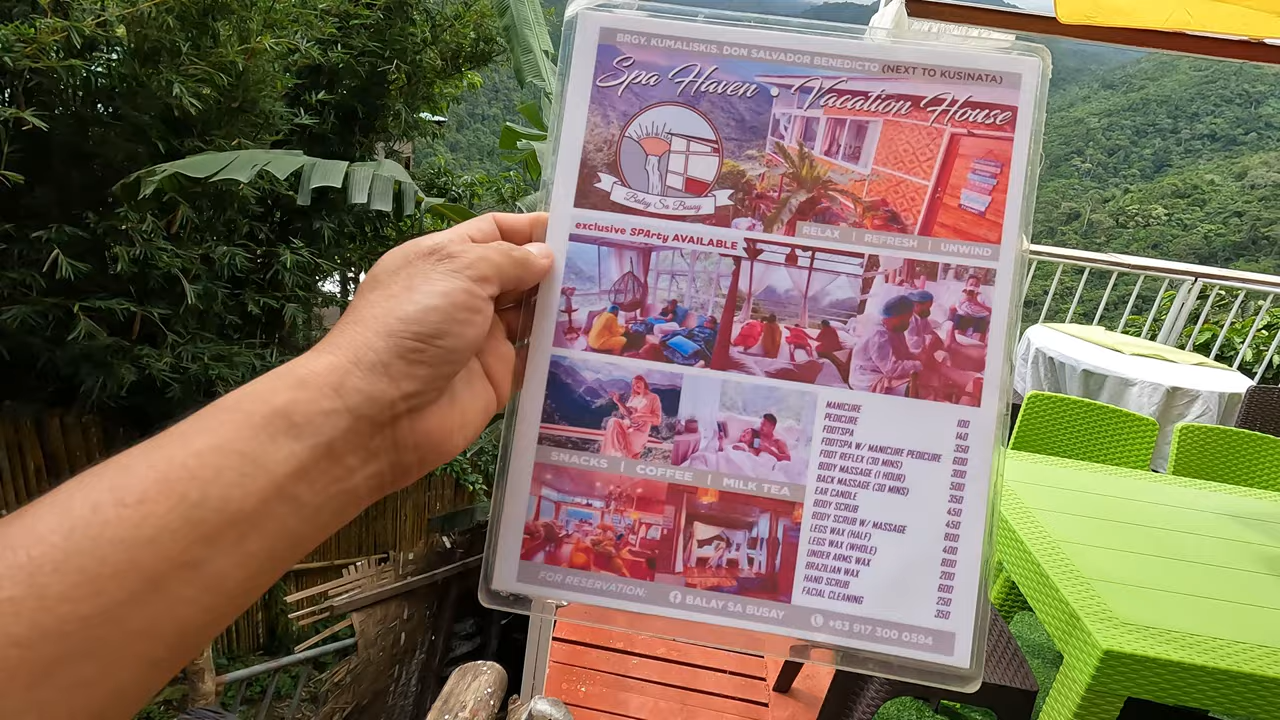 BRGY. KUMALISKIS. DON SALVADOR BENEDICTO (NEXT TO KUSINATA)
Spa Haven • Vacation House
Balay Sa Busay
RELAX | REFRESH | UNWIND
exclusive SPArty AVAILABLE
SNACKS | COFFEE | MILK TEA
MANICURE 100
PEDICURE 140
FOOTSPA 350
FOOTSPA W/ MANICURE PEDICURE 600
FOOT REFLEX (30 MINS) 300
BODY MASSAGE (1 HOUR) 500
BACK MASSAGE (30 MINS) 350
EAR CANDLE 450
BODY SCRUB 450
BODY SCRUB W/ MASSAGE 800
LEGS WAX (HALF) 400
LEGS WAX (WHOLE) 800
UNDER ARMS WAX 200
BRAZILIAN WAX 600
HAND SCRUB 250
FACIAL CLEANING 350
FOR RESERVATION: BALAY SA BUSAY +63 917 300 0594